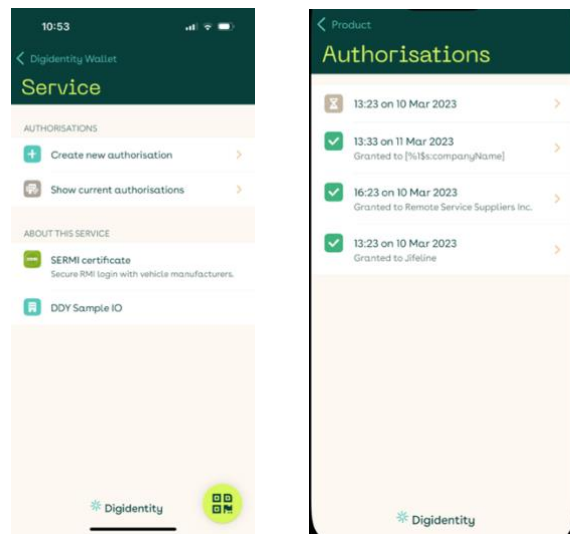 10:53
Digidentity Wallet
Service
AUTHORISATIONS
Create new authorisation
Show current authorisations
ABOUT THIS SERVICE
SERMI certificate
Secure RMI login with vehicle manufacturers.
DDY Sample IO
Digidentity
Product
Authorisations
13:23 on 10 Mar 2023
13:33 on 11 Mar 2023
Granted to [%1$s:companyName]
16:23 on 10 Mar 2023
Granted to Remote Service Suppliers Inc.
13:23 on 10 Mar 2023
Granted to Jifeline
Digidentity